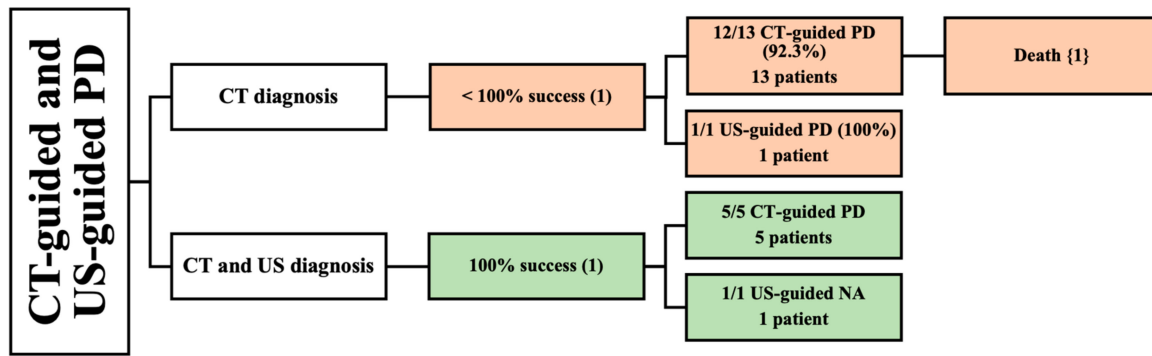 CT-guided and
US-guided PD
CT diagnosis
< 100% success (1)
12/13 CT-guided PD
(92.3%)
13 patients
Death {1}
1/1 US-guided PD (100%)
1 patient
CT and US diagnosis
100% success (1)
5/5 CT-guided PD
5 patients
1/1 US-guided NA
1 patient